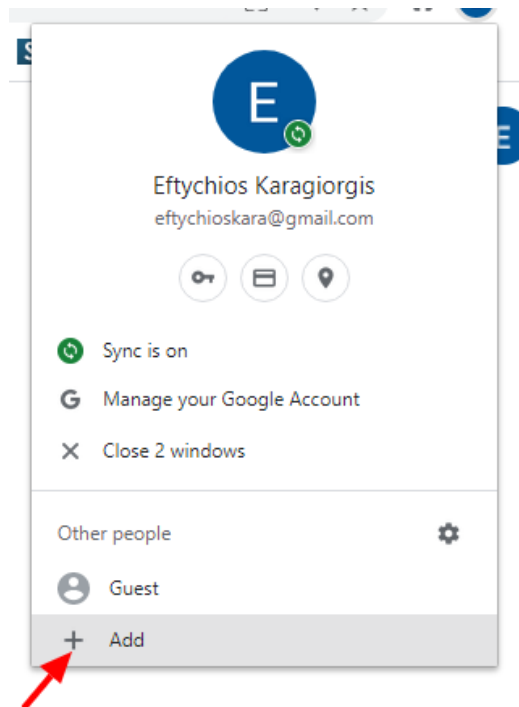 S
E
E
Eftychios Karagiorgis
eftychioskara@gmail.com
Sync is on
G Manage your Google Account
Close 2 windows
Other people
Guest
Add